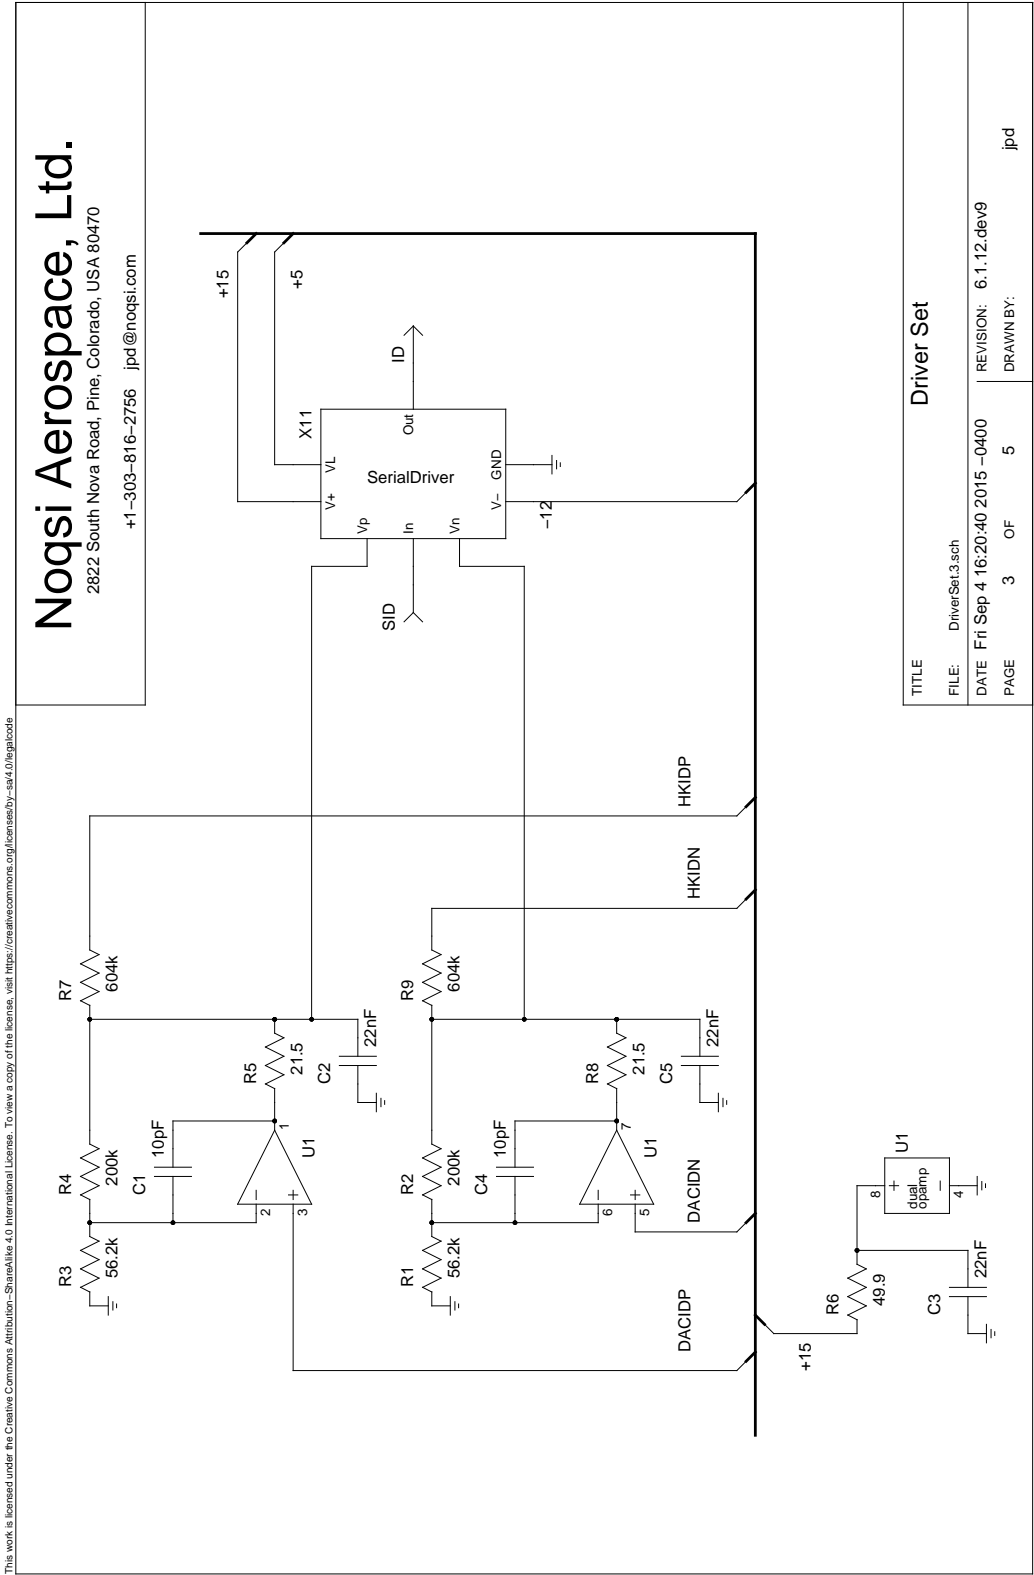 This work is licensed under the Creative Commons Attribution−ShareAlike 4.0 International License. To view a copy of the license, visit https://creativecommons.org/licenses/by−sa/4.0/legalcode
Noqsi Aerospace, Ltd.
2822 South Nova Road, Pine, Colorado, USA 80470
+1−303−816−2756 jpd@noqsi.com
R3
56.2k
R4
200k
R7
604k
C1
10pF
2
3
−
+
1
U1
R5
21.5
C2
22nF
R1
56.2k
R2
200k
R9
604k
C4
10pF
6
5
−
+
7
U1
R8
21.5
C5
22nF
DACIDP
DACIDN
HKIDN
HKIDP
+15
+5
X11
V+
VL
Vp
In
Vn
SerialDriver
Out
V−
GND
SID
ID
−12
+15
R6
49.9
C3
22nF
8
+
dual
opamp
−
4
U1
TITLE
Driver Set
FILE: DriverSet.3.sch
DATE Fri Sep 4 16:20:40 2015 −0400
REVISION: 6.1.12.dev9
PAGE 3 OF 5
DRAWN BY: jpd